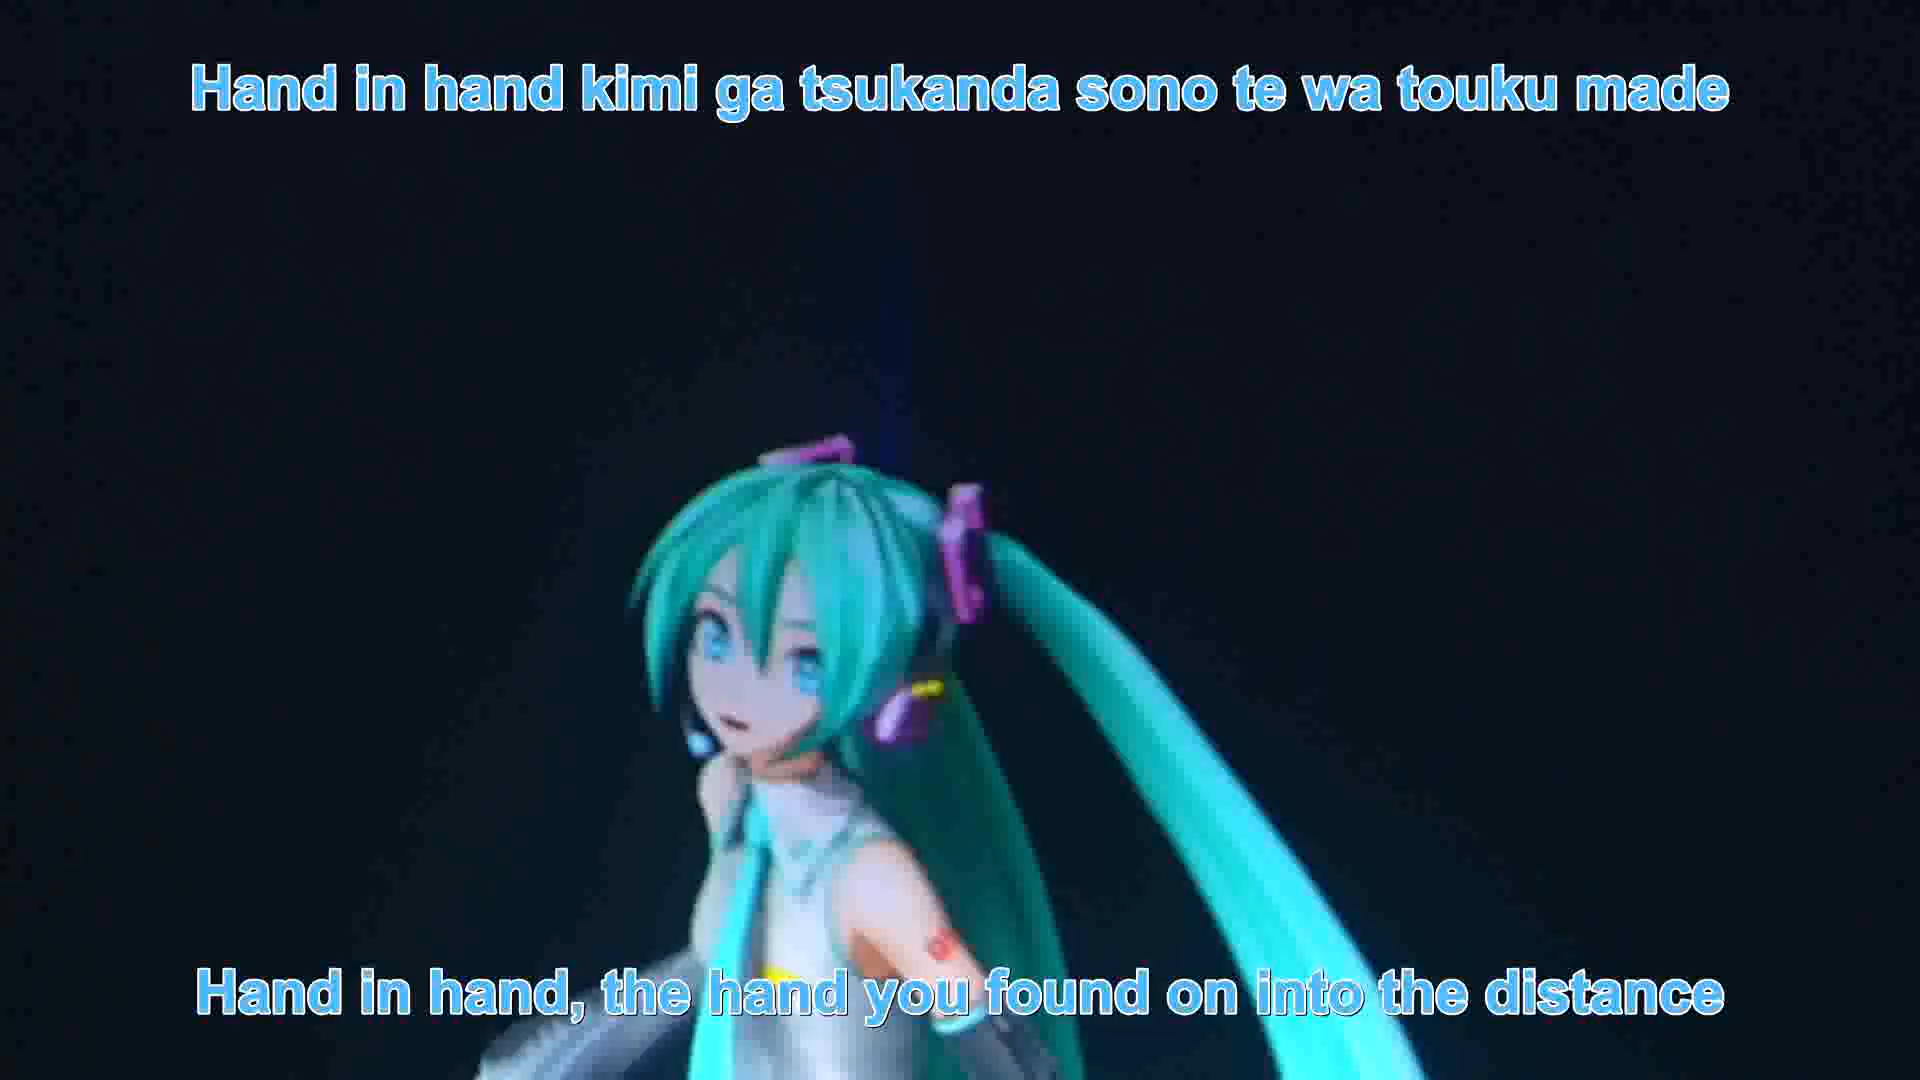 Hand in hand kimi ga tsukanda sono te wa touku made
Hand in hand, the hand you found on into the distance